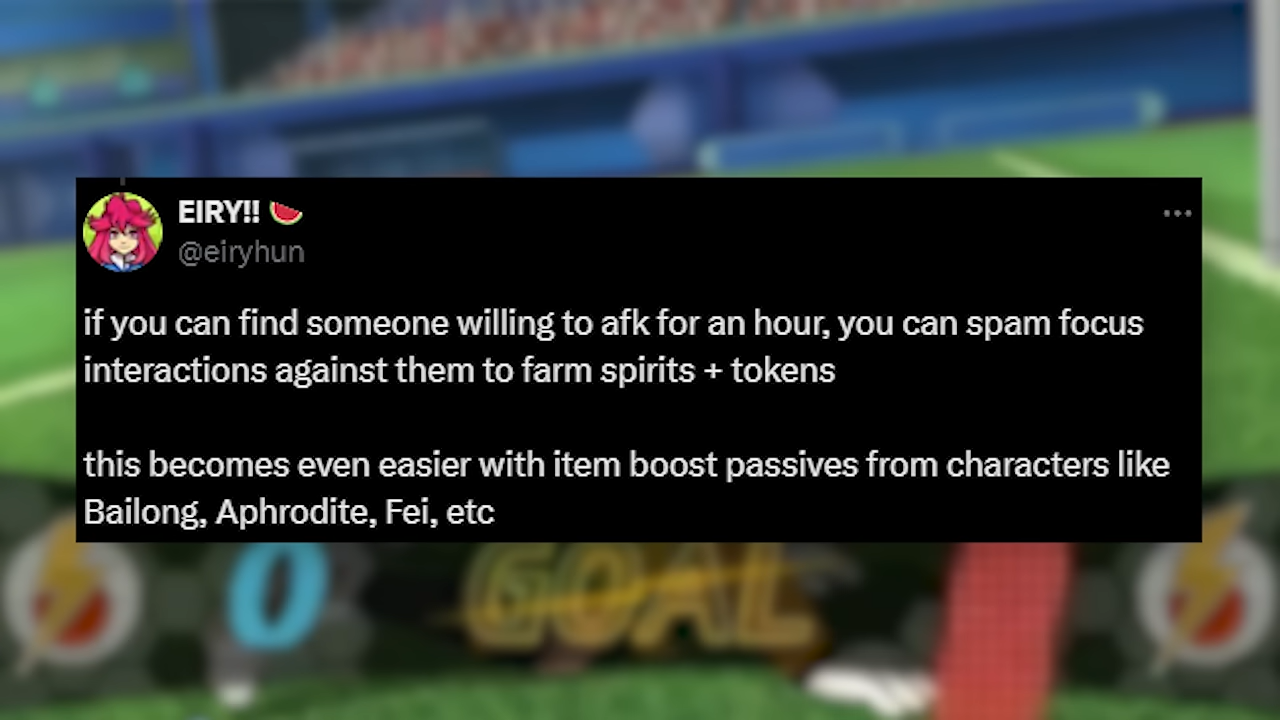 EIRY!! 🍉
@eiryhun
if you can find someone willing to afk for an hour, you can spam focus
interactions against them to farm spirits + tokens
this becomes even easier with item boost passives from characters like
Bailong, Aphrodite, Fei, etc
0 GOAL